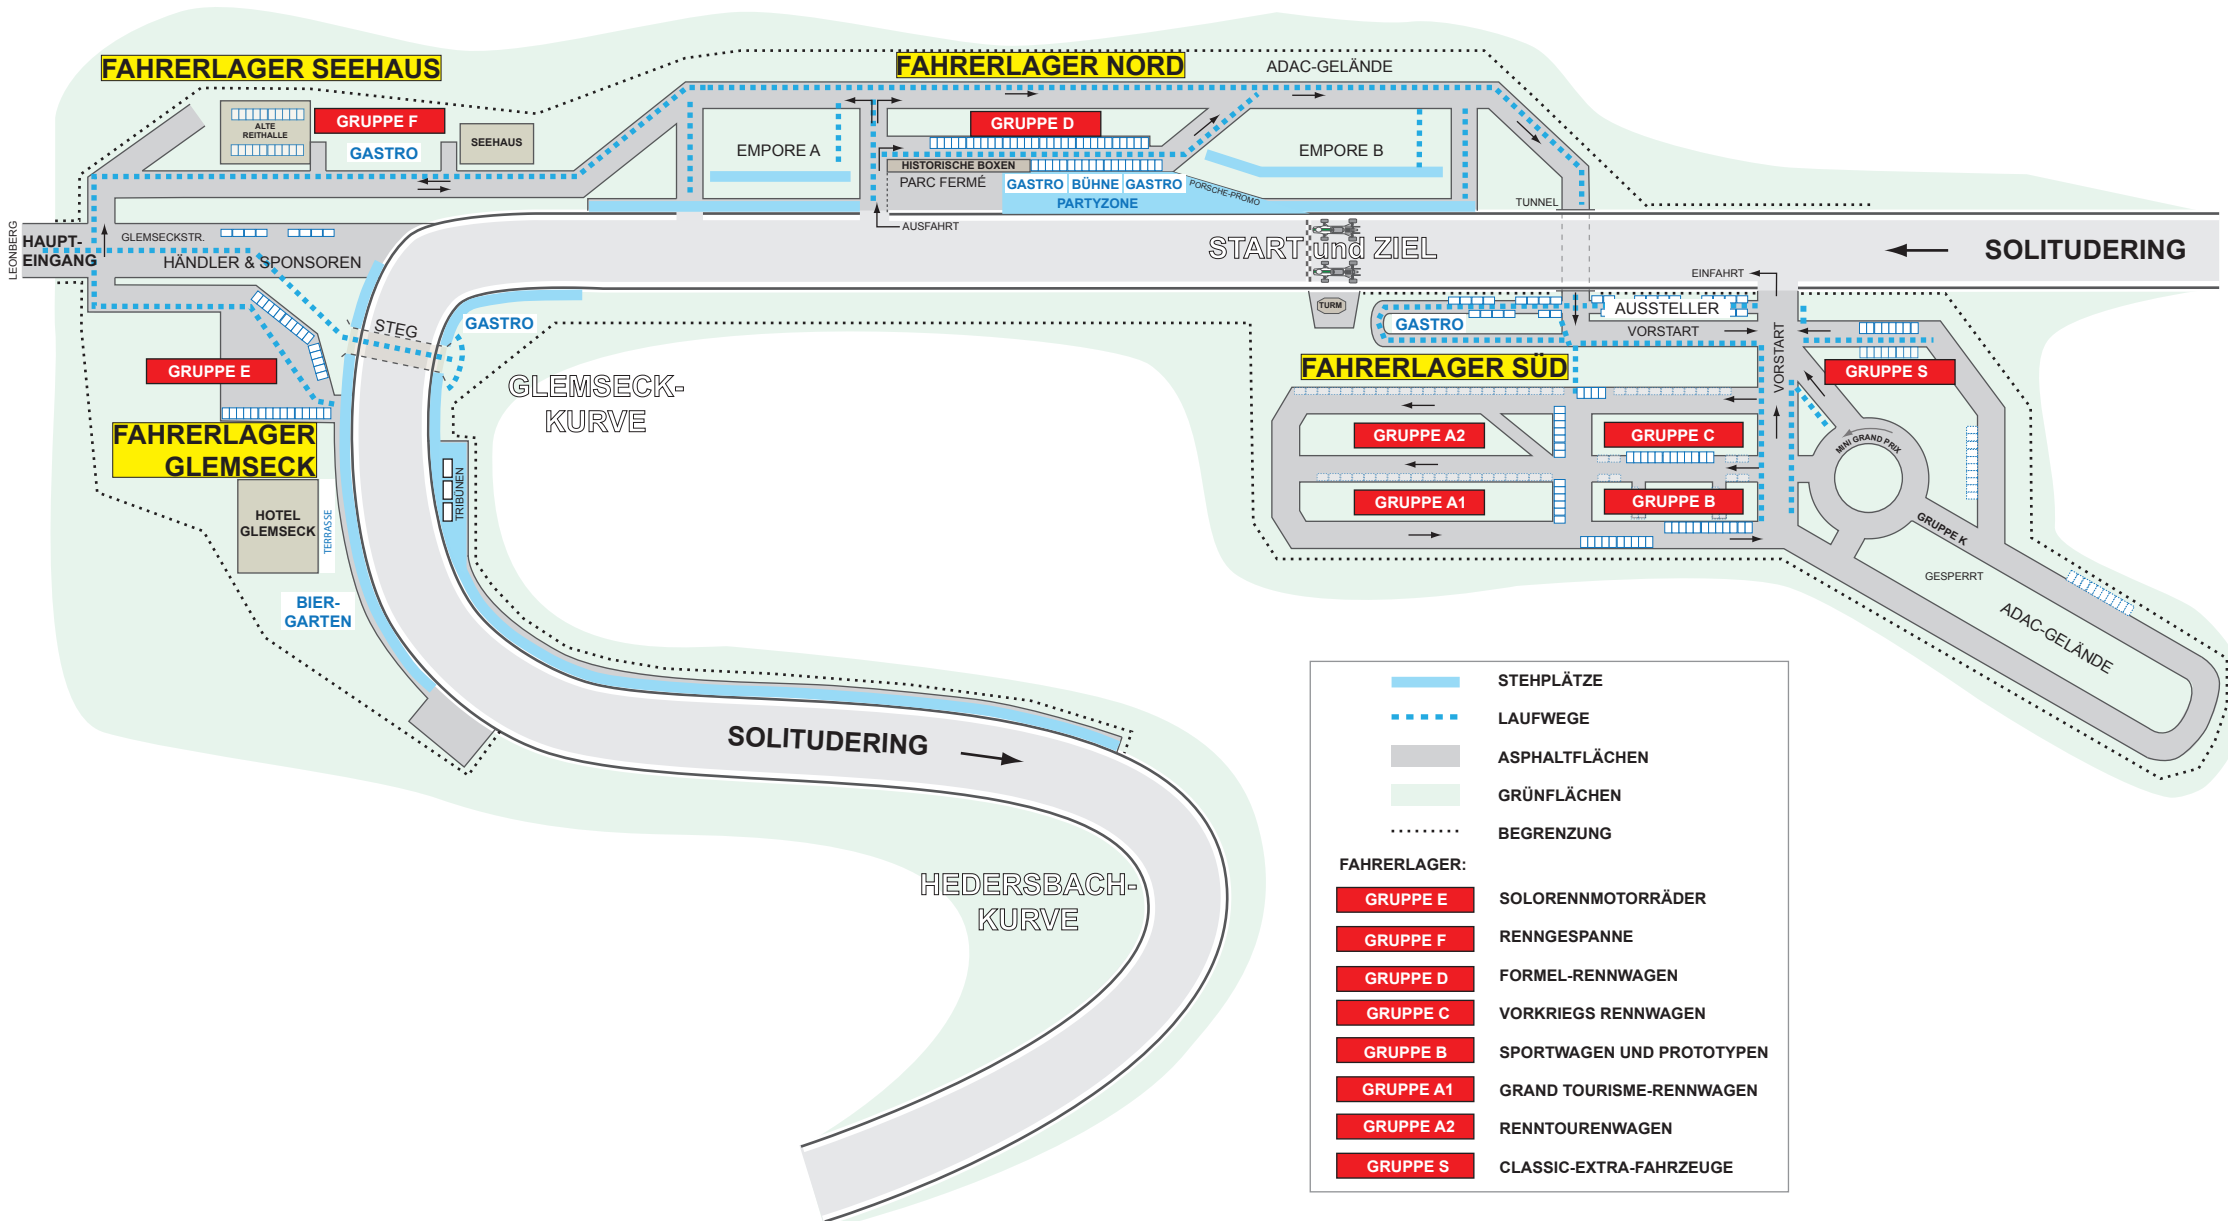 FAHRERLAGER SEEHAUS
FAHRERLAGER NORD
ADAC-GELÄNDE
ALTE
REITHALLE
GRUPPE F
GASTRO
SEEHAUS
GRUPPE D
EMPORE A
EMPORE B
HISTORISCHE BOXEN
PARC FERMÉ
GASTRO
BÜHNE
GASTRO
PORSCHE-PROMO
PARTYZONE
TUNNEL
AUSFAHRT
LEONBERG
HAUPT-
EINGANG
GLEMSECKSTR.
HÄNDLER & SPONSOREN
START und ZIEL
SOLITUDERING
EINFAHRT
TURM
AUSSTELLER
GASTRO
VORSTART
VORSTART
STEG
GASTRO
GRUPPE E
GLEMSECK-
KURVE
FAHRERLAGER SÜD
GRUPPE S
FAHRERLAGER
GLEMSECK
GRUPPE A2
GRUPPE C
MINI GRAND PRIX
TRIBÜNEN
GRUPPE A1
GRUPPE B
HOTEL
GLEMSECK
TERRASSE
GRUPPE K
GESPERRT
ADAC-GELÄNDE
BIER-
GARTEN
SOLITUDERING
HEDERSBACH-
KURVE
STEHPLÄTZE
LAUFWEGE
ASPHALTFLÄCHEN
GRÜNFLÄCHEN
BEGRENZUNG
FAHRERLAGER:
GRUPPE E SOLORENNMOTORRÄDER
GRUPPE F RENNGESPANNE
GRUPPE D FORMEL-RENNWAGEN
GRUPPE C VORKRIEGS RENNWAGEN
GRUPPE B SPORTWAGEN UND PROTOTYPEN
GRUPPE A1 GRAND TOURISME-RENNWAGEN
GRUPPE A2 RENNTOURENWAGEN
GRUPPE S CLASSIC-EXTRA-FAHRZEUGE